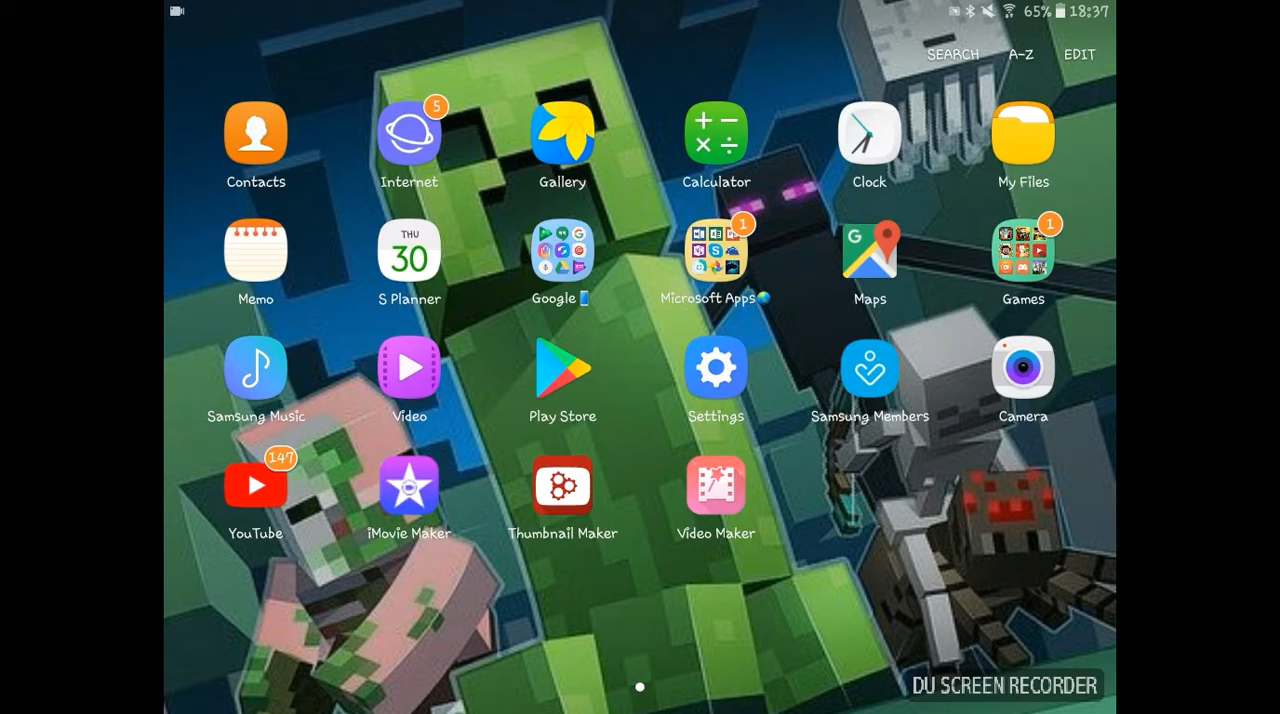 65% 18:37
SEARCH A-Z EDIT
5
Contacts Internet Gallery Calculator Clock My Files
THU
30
1
1
Memo S Planner Google Microsoft Apps Maps Games
Samsung Music Video Play Store Settings Samsung Members Camera
147
YouTube iMovie Maker Thumbnail Maker Video Maker
DU SCREEN RECORDER